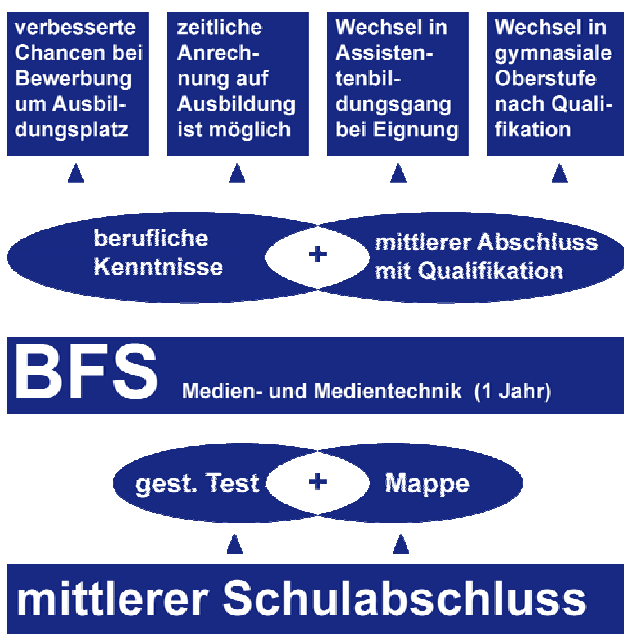 verbesserte
Chancen bei
Bewerbung
um Ausbil-
dungsplatz
zeitliche
Anrech-
nung auf
Ausbildung
ist möglich
Wechsel in
Assisten-
tenbil-
dungsgang
bei Eignung
Wechsel in
gymnasiale
Oberstufe
nach Quali-
fikation
berufliche
Kenntnisse
+
mittlerer Abschluss
mit Qualifikation
BFS Medien- und Medientechnik (1 Jahr)
gest. Test + Mappe
mittlerer Schulabschluss